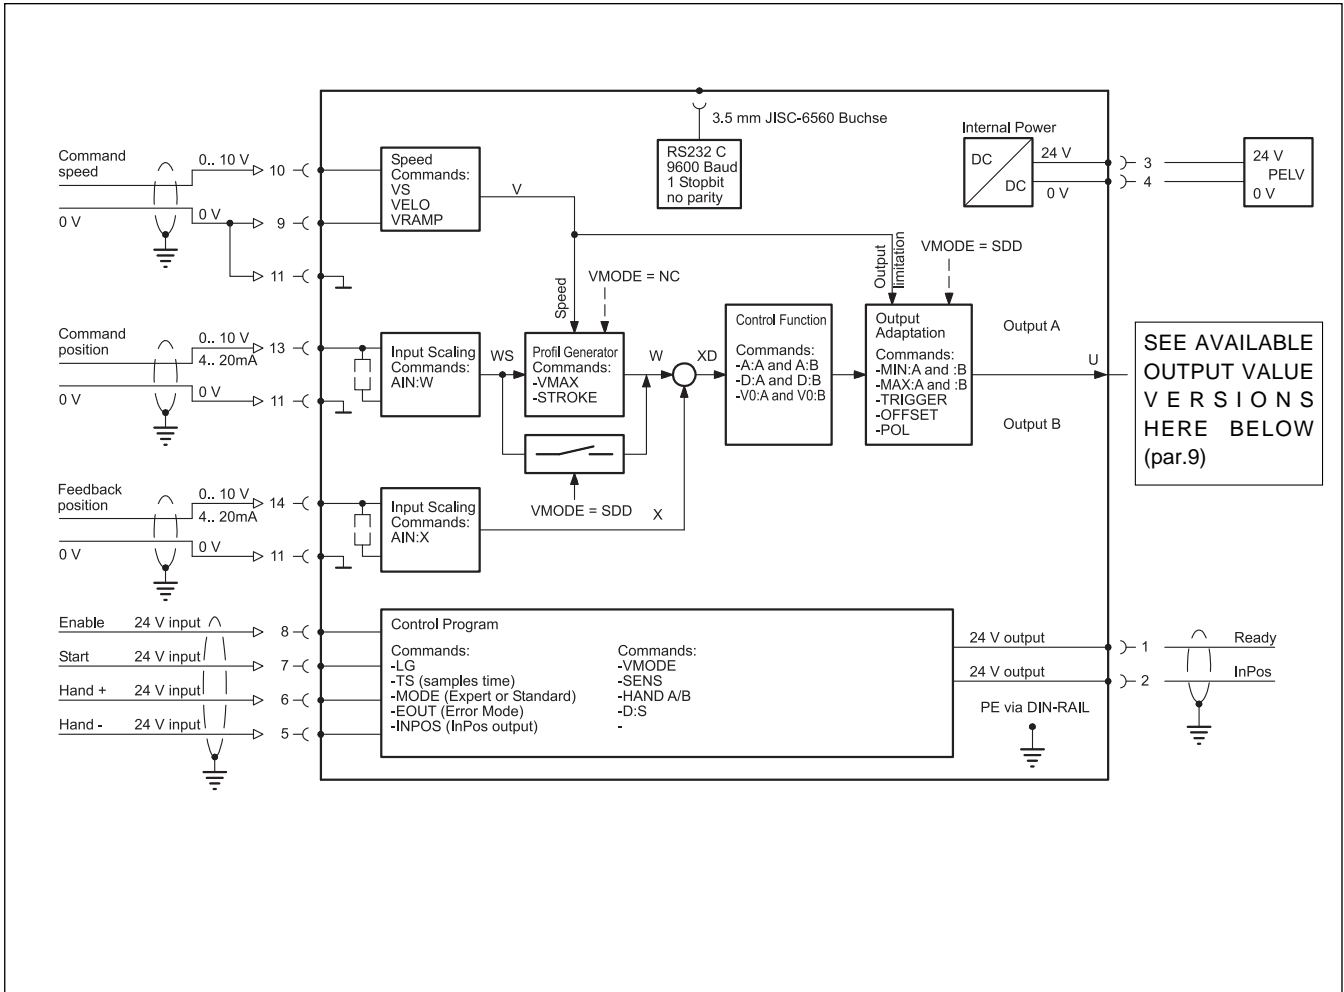 3.5 mm JISC-6560 Buchse
RS232 C
9600 Baud
1 Stopbit
no parity
Internal Power
DC
DC
24 V
0 V
3
4
24 V
PELV
0 V
Command
speed
0.. 10 V
10
0 V
0 V
9
11
Speed
Commands:
VS
VELO
VRAMP
V
Speed
VMODE = NC
Output
limitation
VMODE = SDD
Command
position
0.. 10 V
4.. 20mA
13
0 V
0 V
11
Input Scaling
Commands:
AIN:W
WS
Profil Generator
Commands:
-VMAX
-STROKE
W
XD
VMODE = SDD
Control Function
Commands:
-A:A and A:B
-D:A and D:B
-V0:A and V0:B
Output
Adaptation
Commands:
-MIN:A and :B
-MAX:A and :B
-TRIGGER
-OFFSET
-POL
Output A
U
Output B
SEE AVAILABLE
OUTPUT VALUE
VERSIONS
HERE BELOW
(par.9)
Feedback
position
0.. 10 V
4.. 20mA
14
0 V
0 V
11
Input Scaling
Commands:
AIN:X
X
Enable 24 V input 8
Start 24 V input 7
Hand + 24 V input 6
Hand - 24 V input 5
Control Program
Commands:
-LG
-TS (samples time)
-MODE (Expert or Standard)
-EOUT (Error Mode)
-INPOS (InPos output)
Commands:
-VMODE
-SENS
-HAND A/B
-D:S
-
24 V output 1 Ready
24 V output 2 InPos
PE via DIN-RAIL